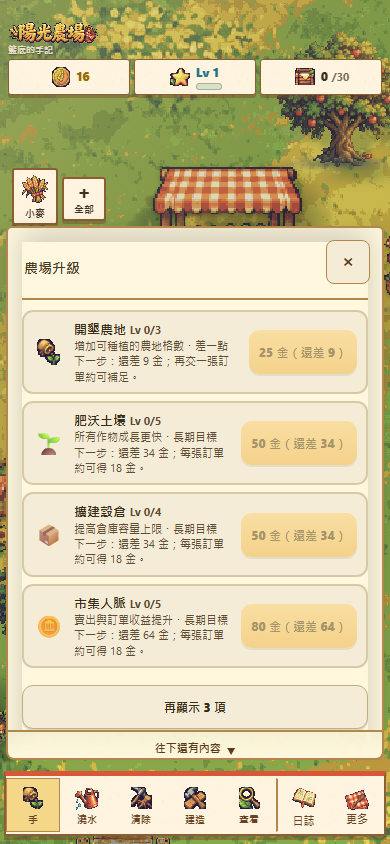 陽光農場
籃底的手記
16
Lv 1
0 /30
小麥
+
全部
農場升級
×
開墾農地 Lv 0/3
增加可種植的農地格數 · 差一點
下一步：還差 9 金；再交一張訂
單約可補足。
25 金（還差 9 ）
肥沃土壤 Lv 0/5
所有作物成長更快 · 長期目標
下一步：還差 34 金；每張訂單
約可得 18 金。
50 金（還差 34 ）
擴建穀倉 Lv 0/4
提高倉庫容量上限 · 長期目標
下一步：還差 34 金；每張訂單
約可得 18 金。
50 金（還差 34 ）
市集人脈 Lv 0/5
賣出與訂單收益提升 · 長期目標
下一步：還差 64 金；每張訂單
約可得 18 金。
80 金（還差 64 ）
再顯示 3 項
往下還有內容 ▼
手
澆水
清除
建造
查看
日誌
更多